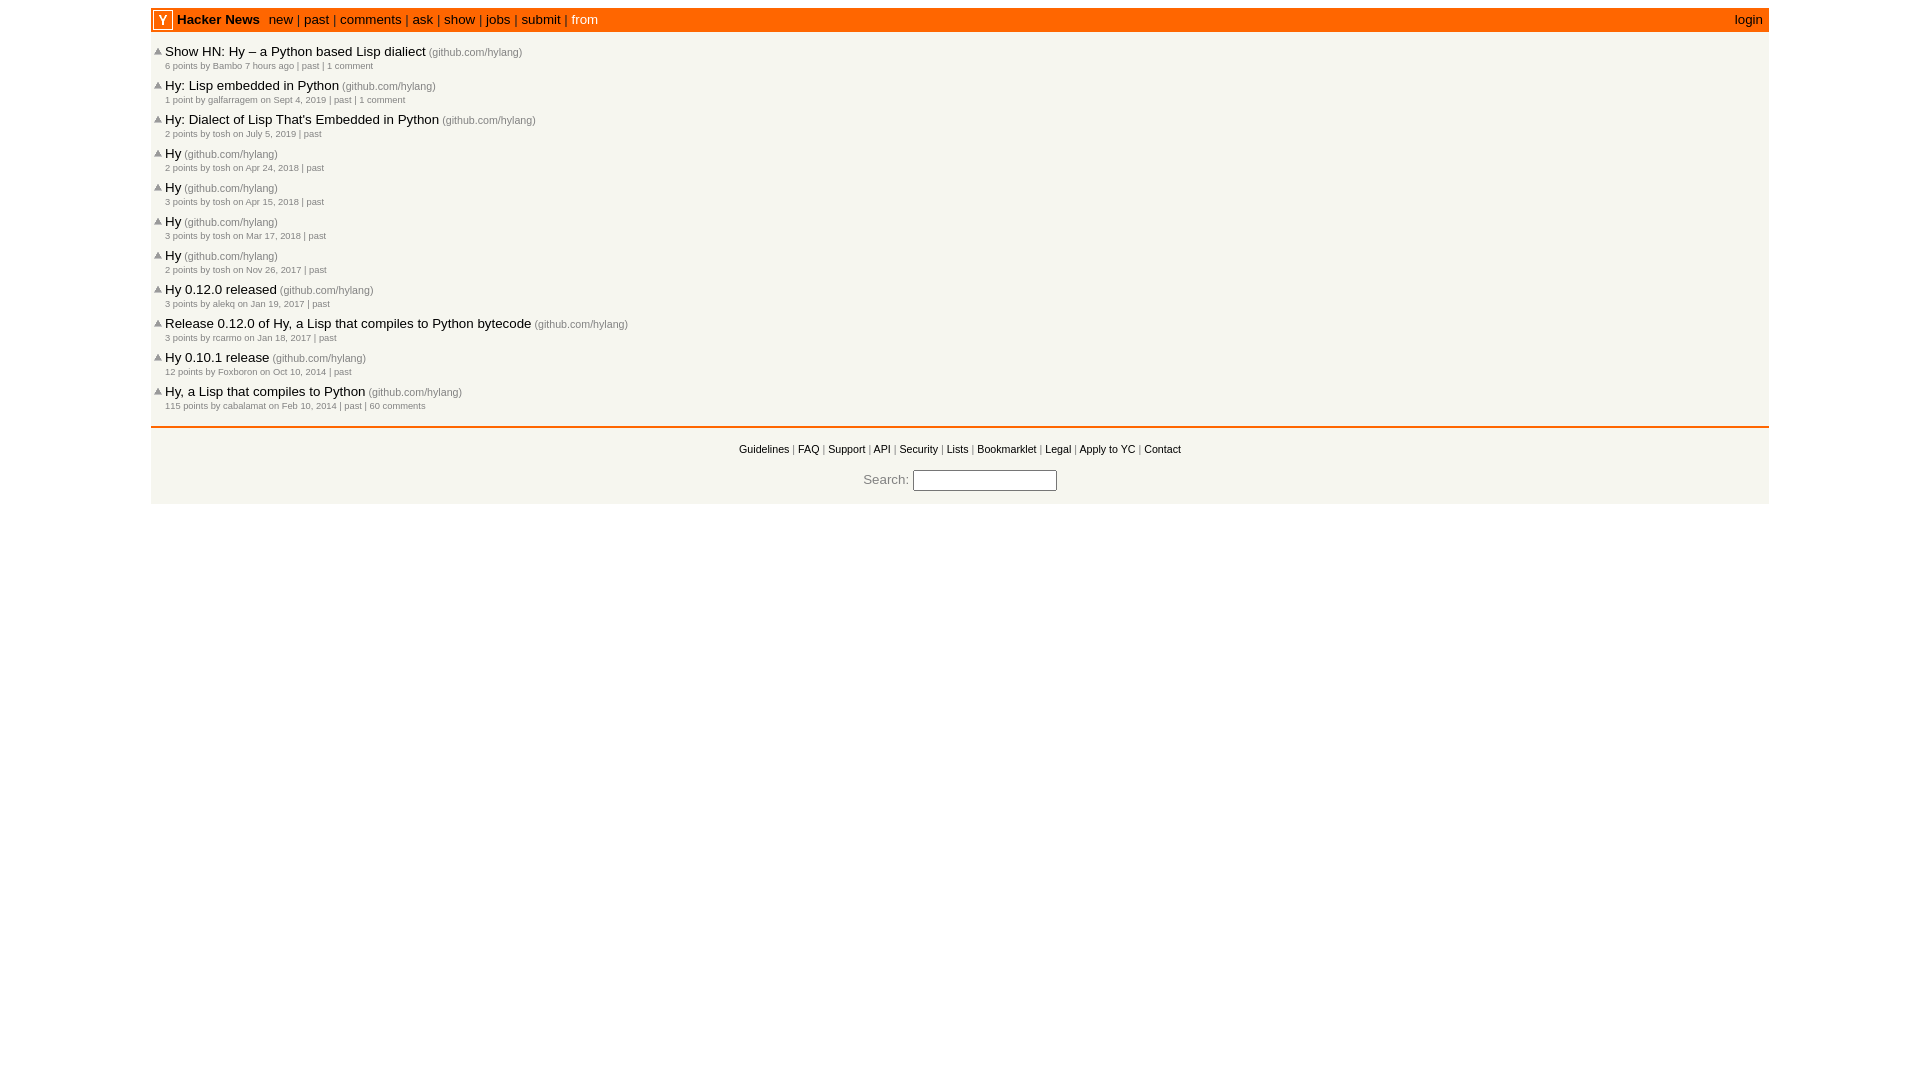 Y Hacker News new | past | comments | ask | show | jobs | submit | from login
Show HN: Hy – a Python based Lisp dialiect (github.com/hylang)
6 points by Bambo 7 hours ago | past | 1 comment
Hy: Lisp embedded in Python (github.com/hylang)
1 point by galfarragem on Sept 4, 2019 | past | 1 comment
Hy: Dialect of Lisp That's Embedded in Python (github.com/hylang)
2 points by tosh on July 5, 2019 | past
Hy (github.com/hylang)
2 points by tosh on Apr 24, 2018 | past
Hy (github.com/hylang)
3 points by tosh on Apr 15, 2018 | past
Hy (github.com/hylang)
3 points by tosh on Mar 17, 2018 | past
Hy (github.com/hylang)
2 points by tosh on Nov 26, 2017 | past
Hy 0.12.0 released (github.com/hylang)
3 points by alekq on Jan 19, 2017 | past
Release 0.12.0 of Hy, a Lisp that compiles to Python bytecode (github.com/hylang)
3 points by rcarmo on Jan 18, 2017 | past
Hy 0.10.1 release (github.com/hylang)
12 points by Foxboron on Oct 10, 2014 | past
Hy, a Lisp that compiles to Python (github.com/hylang)
115 points by cabalamat on Feb 10, 2014 | past | 60 comments
Guidelines | FAQ | Support | API | Security | Lists | Bookmarklet | Legal | Apply to YC | Contact
Search: